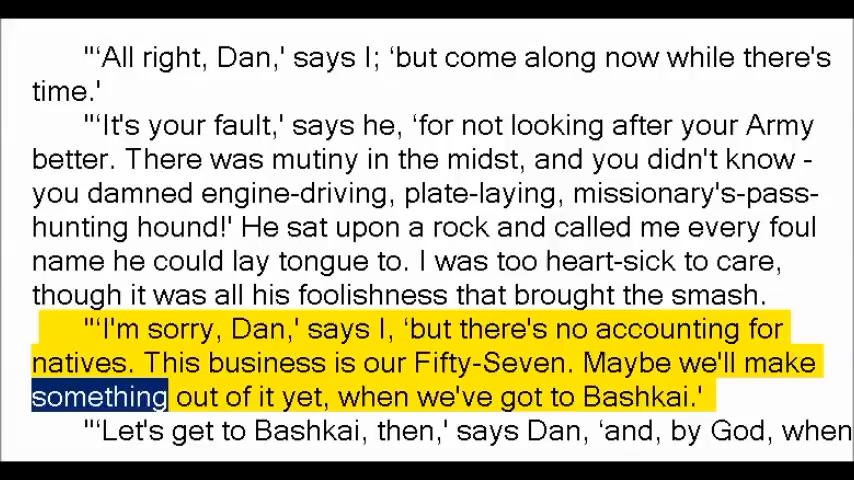 "‘All right, Dan,' says I; ‘but come along now while there's
time.'
"‘It's your fault,' says he, ‘for not looking after your Army
better. There was mutiny in the midst, and you didn't know -
you damned engine-driving, plate-laying, missionary's-pass-
hunting hound!' He sat upon a rock and called me every foul
name he could lay tongue to. I was too heart-sick to care,
though it was all his foolishness that brought the smash.
"‘I'm sorry, Dan,' says I, ‘but there's no accounting for
natives. This business is our Fifty-Seven. Maybe we'll make
something out of it yet, when we've got to Bashkai.'
"‘Let's get to Bashkai, then,' says Dan, ‘and, by God, when